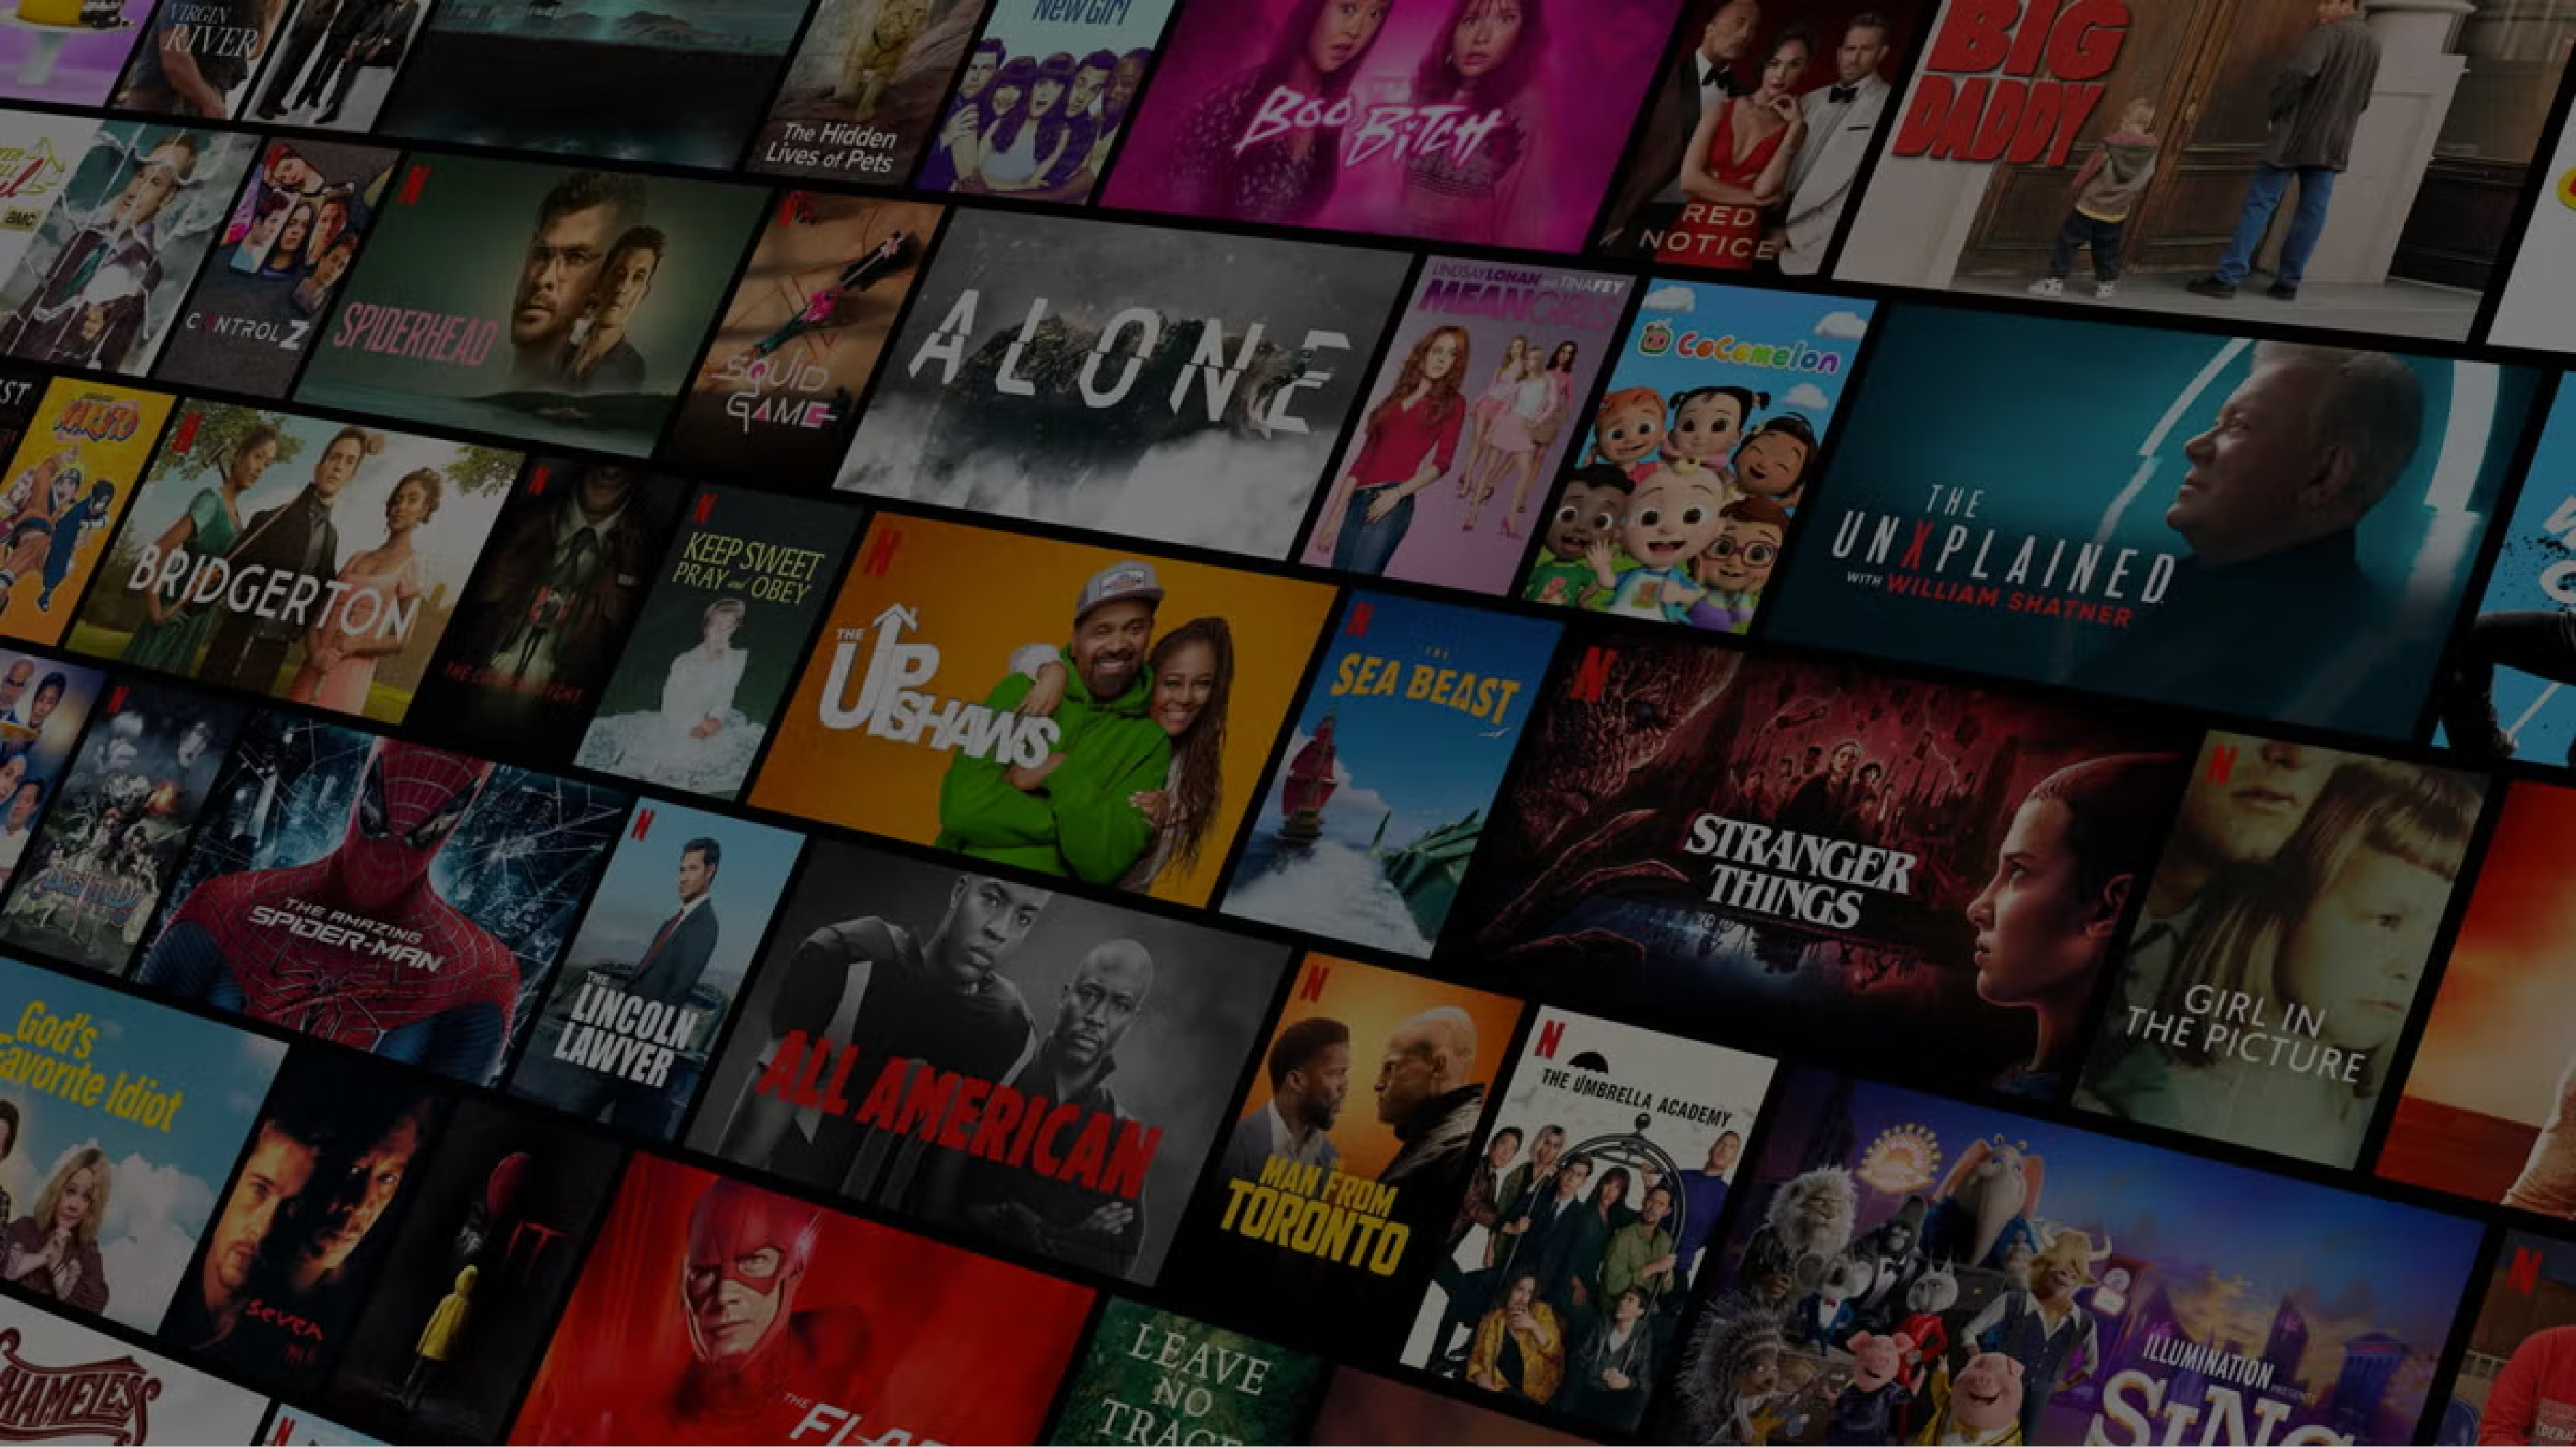 VIRGIN
RIVER
The Hidden
Lives of Pets
New Girl
BOO
BITCH
RED
NOTICE
BIG
DADDY
AMC
CONTROL Z
SPIDERHEAD
SQUID
GAME
ALONE
LINDSAY LOHAN TINA FEY
MEAN GIRLS
CoComelon
THE
UNXPLAINED
WITH WILLIAM SHATNER
ST
NARUTO
BRIDGERTON
KEEP SWEET
PRAY and OBEY
THE
UPSHAWS
THE
SEA BEAST
STRANGER
THINGS
GIRL IN
THE PICTURE
THE AMAZING
SPIDER-MAN
THE
LINCOLN
LAWYER
ALL AMERICAN
MAN FROM
TORONTO
THE UMBRELLA ACADEMY
God's
Favorite Idiot
SEVEN
IT
THE
FLA
LEAVE
NO
TRACE
ILLUMINATION PRESENTS
SING
SHAMELESS